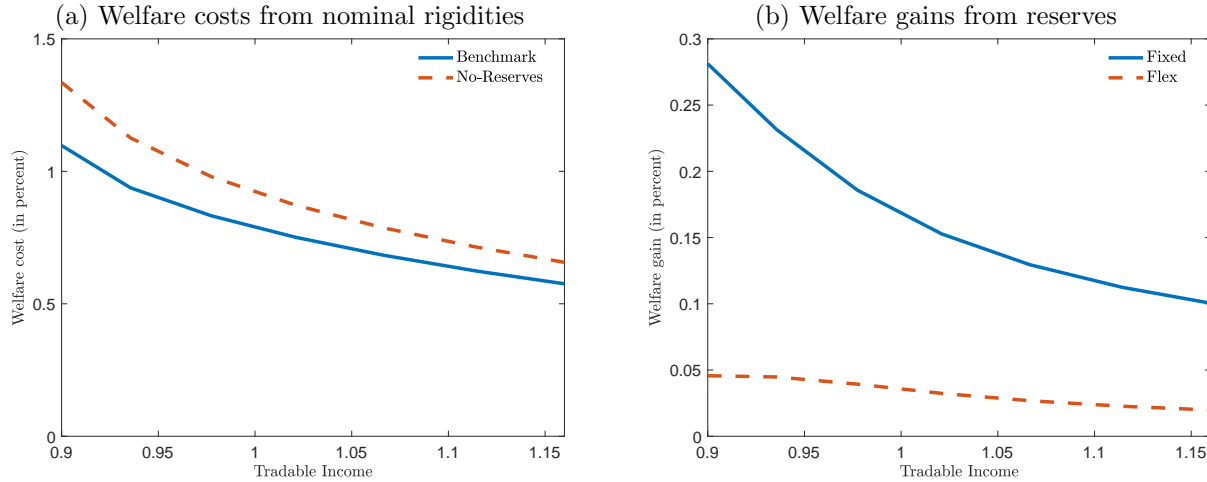 (a) Welfare costs from nominal rigidities
1.5
1
0.5
0
Welfare cost (in percent)
Benchmark
No-Reserves
0.9 0.95 1 1.05 1.1 1.15
Tradable Income
(b) Welfare gains from reserves
0.3
0.25
0.2
0.15
0.1
0.05
0
Welfare gain (in percent)
Fixed
Flex
0.9 0.95 1 1.05 1.1 1.15
Tradable Income